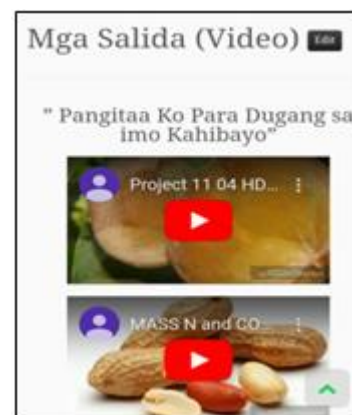 Mga Salida (Video) Edit
" Pangitaa Ko Para Dugang sa
imo Kahibayo"
Project 11 04 HD...
MASS N and CO...